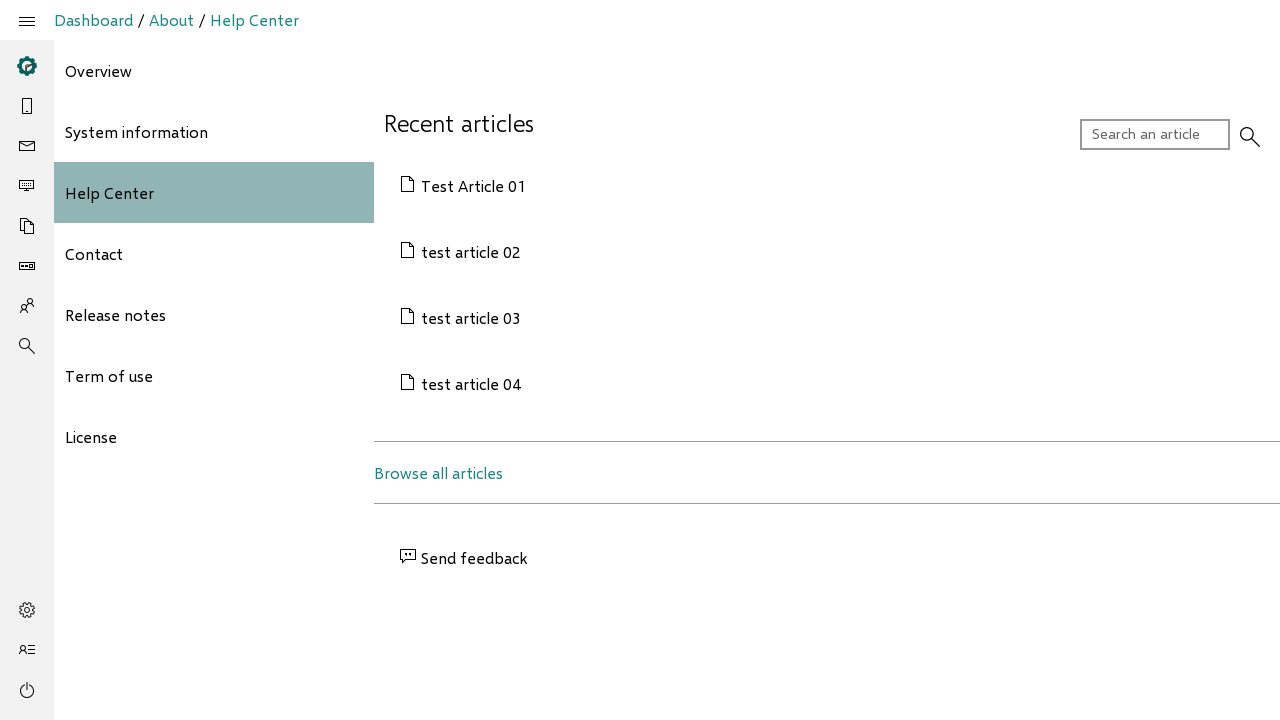 Dashboard / About / Help Center
Overview
System information
Help Center
Contact
Release notes
Term of use
License
Recent articles
Search an article
Test Article 01
test article 02
test article 03
test article 04
Browse all articles
Send feedback